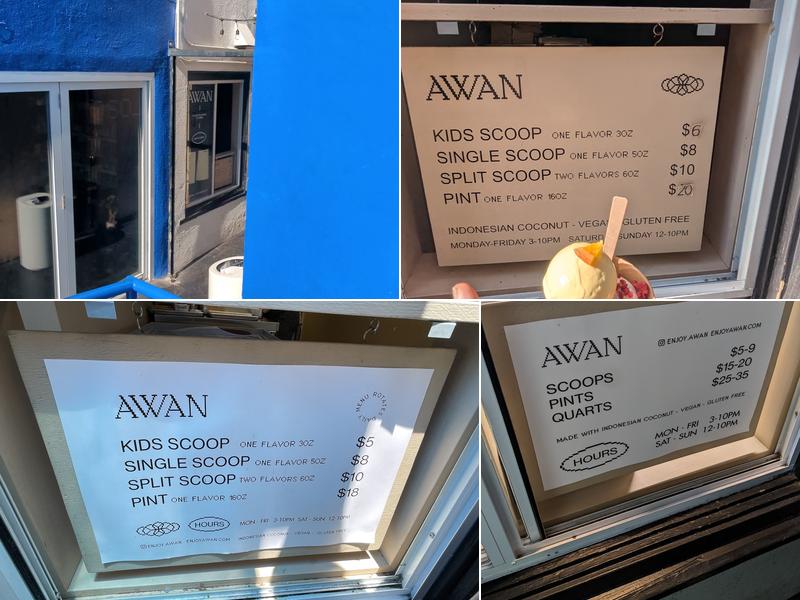 AWAN
AWAN
KIDS SCOOP ONE FLAVOR 3OZ $6
SINGLE SCOOP ONE FLAVOR 5OZ $8
SPLIT SCOOP TWO FLAVORS 6OZ $10
PINT ONE FLAVOR 16OZ $20
INDONESIAN COCONUT - VEGAN GLUTEN FREE
MONDAY-FRIDAY 3-10PM SUNDAY 12-10PM
AWAN
MENU ROTATES DAILY
KIDS SCOOP ONE FLAVOR 3OZ $5
SINGLE SCOOP ONE FLAVOR 5OZ $8
SPLIT SCOOP TWO FLAVORS 6OZ $10
PINT ONE FLAVOR 16OZ $18
HOURS MON - FRI 3-10PM SAT - SUN 12-10PM
ENJOY.AWAN ENJOYAWAN.COM INDONESIAN COCONUT - VEGAN - GLUTEN FREE
AWAN
ENJOY.AWAN ENJOYAWAN.COM
SCOOPS $5-9
PINTS $15-20
QUARTS $25-35
MADE WITH INDONESIAN COCONUT - VEGAN - GLUTEN FREE
HOURS
MON - FRI 3-10PM
SAT - SUN 12-10PM